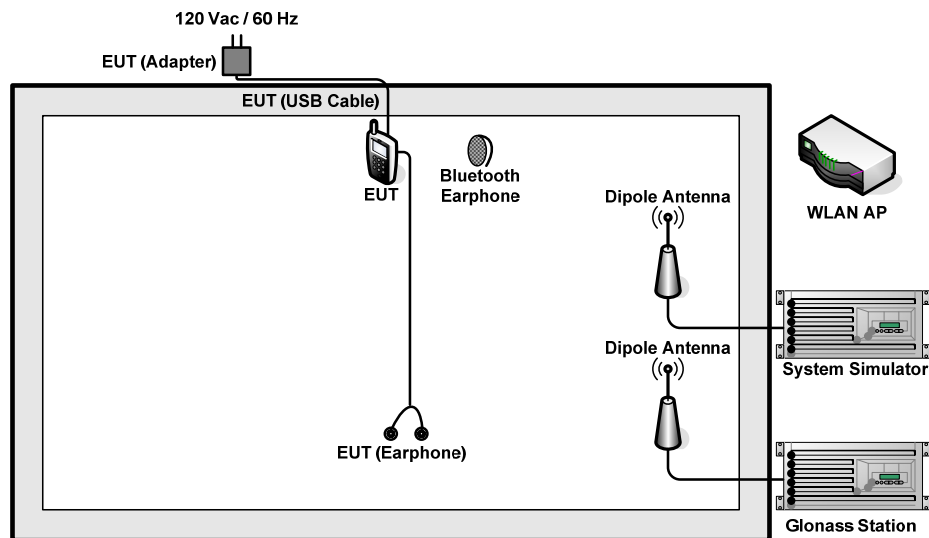 120 Vac / 60 Hz
EUT (Adapter)
EUT (USB Cable)
EUT
Bluetooth
Earphone
Dipole Antenna
WLAN AP
System Simulator
Dipole Antenna
EUT (Earphone)
Glonass Station